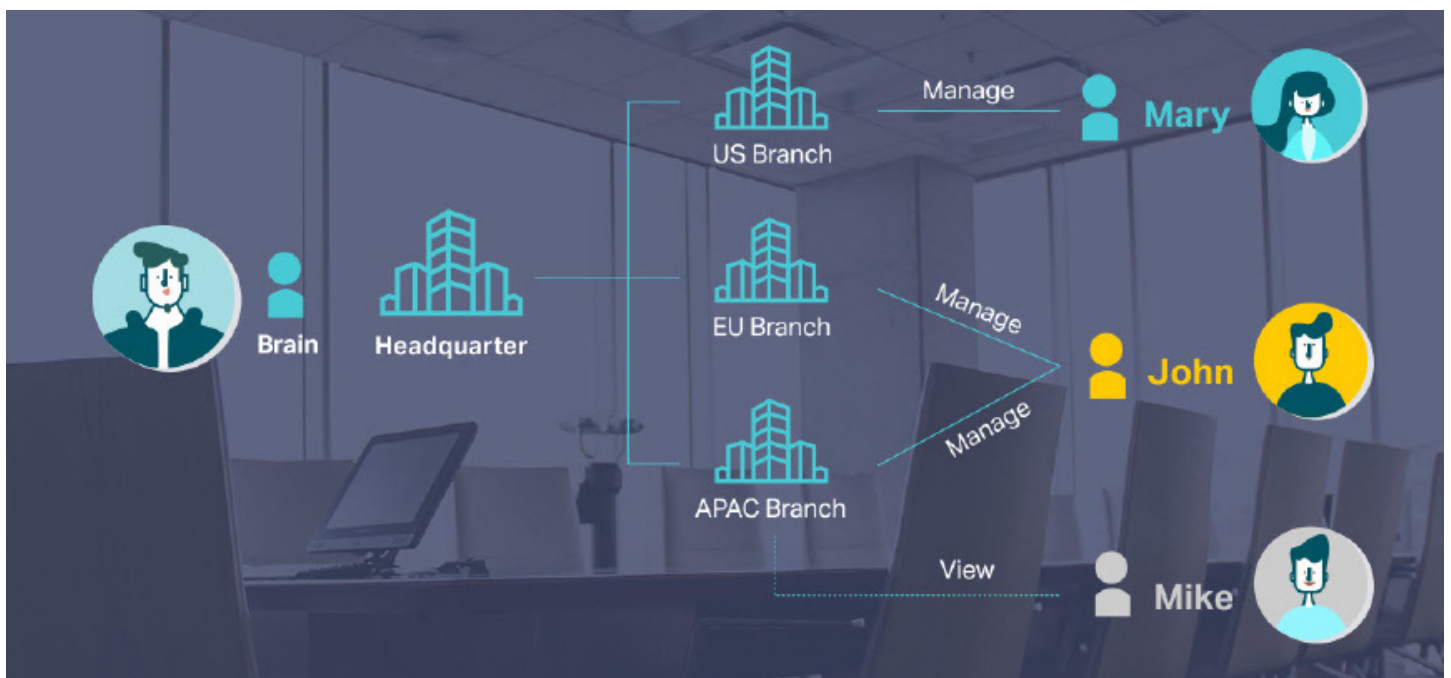 Manage
Mary
US Branch
Manage
EU Branch
Brain
Headquarter
John
Manage
APAC Branch
View
Mike